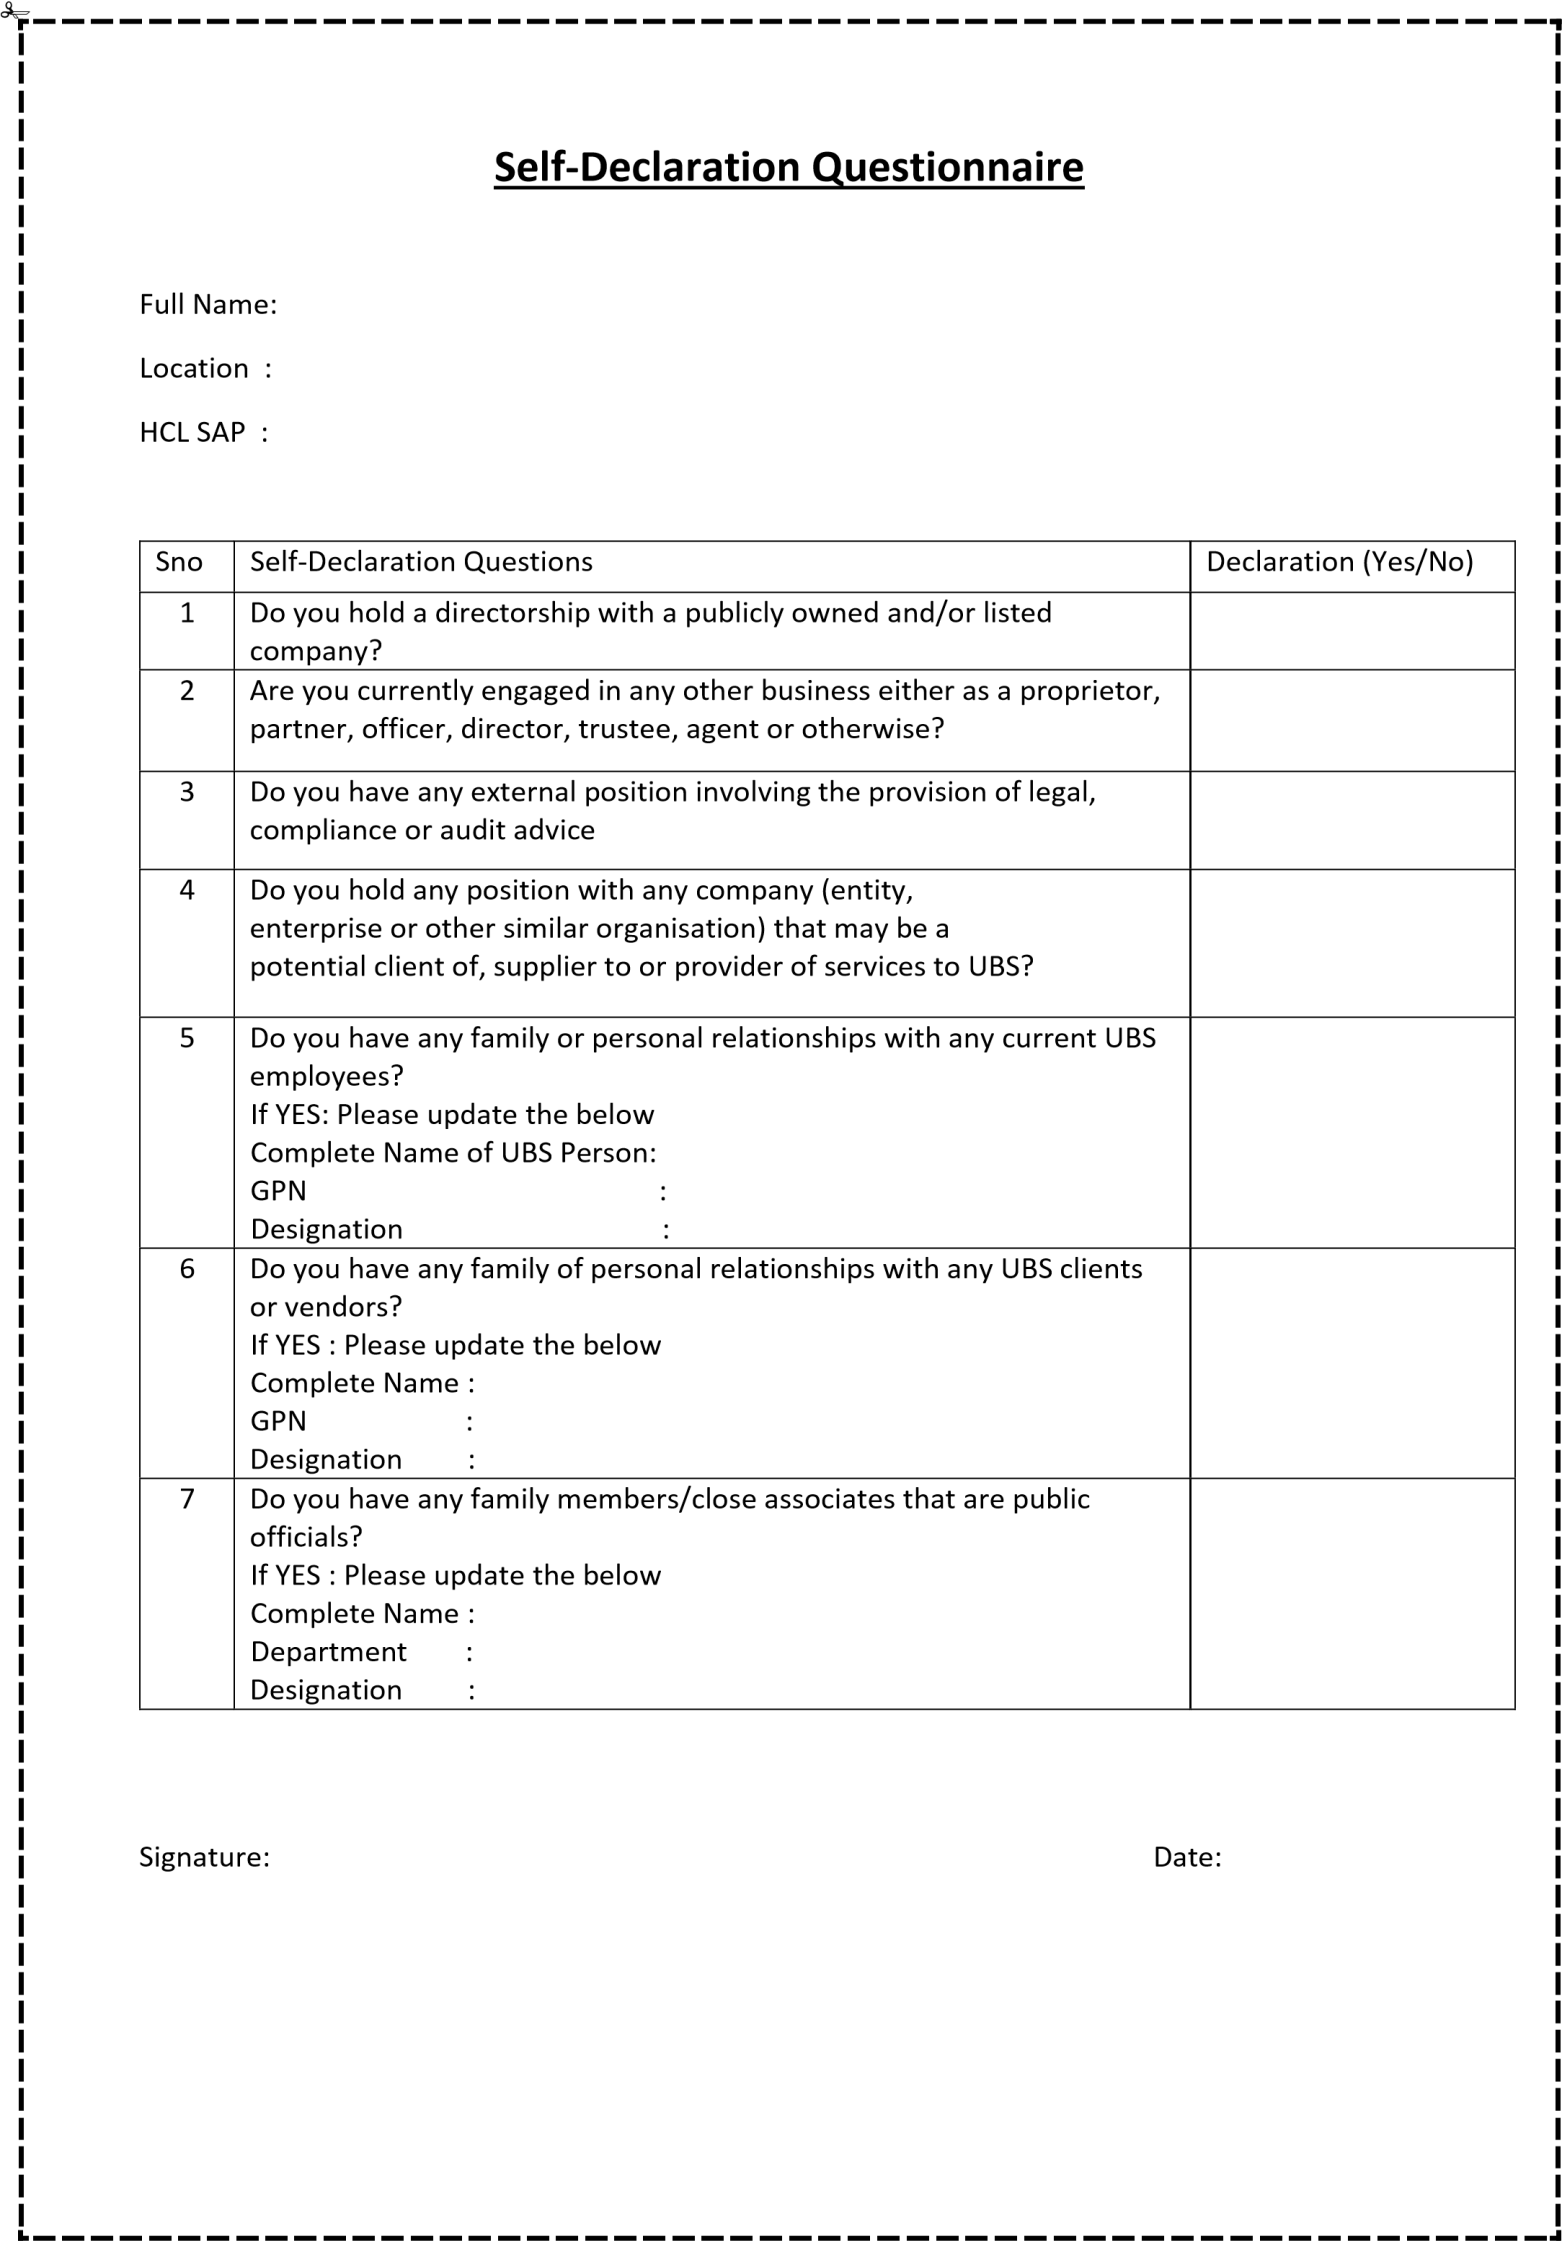 Self-Declaration Questionnaire
Full Name:
Location :
HCL SAP :
Sno Self-Declaration Questions Declaration (Yes/No)
1 Do you hold a directorship with a publicly owned and/or listed
company?
2 Are you currently engaged in any other business either as a proprietor,
partner, officer, director, trustee, agent or otherwise?
3 Do you have any external position involving the provision of legal,
compliance or audit advice
4 Do you hold any position with any company (entity,
enterprise or other similar organisation) that may be a
potential client of, supplier to or provider of services to UBS?
5 Do you have any family or personal relationships with any current UBS
employees?
If YES: Please update the below
Complete Name of UBS Person:
GPN :
Designation :
6 Do you have any family of personal relationships with any UBS clients
or vendors?
If YES : Please update the below
Complete Name :
GPN :
Designation :
7 Do you have any family members/close associates that are public
officials?
If YES : Please update the below
Complete Name :
Department :
Designation :
Signature: Date: